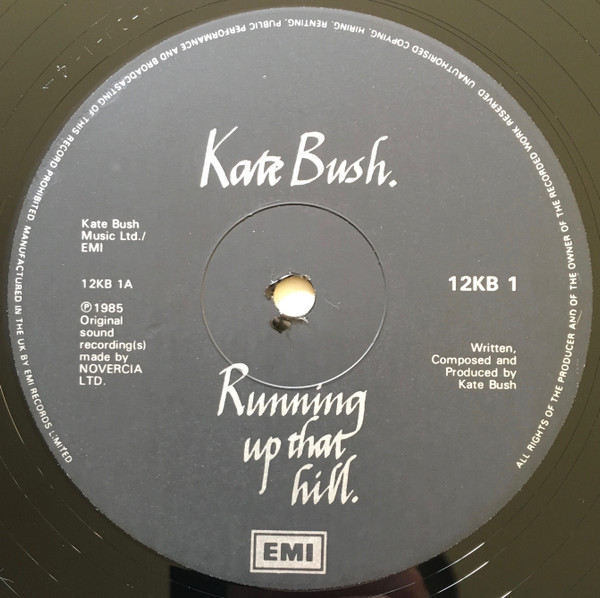 UNAUTHORISED COPYING, HIRING, RENTING, PUBLIC PERFORMANCE AND BROADCASTING OF THIS RECORD PROHIBITED
MANUFACTURED IN THE UK BY EMI RECORDS LIMITED
ALL RIGHTS OF THE PRODUCER AND OF THE OWNER OF THE RECORDED WORK RESERVED
Kate Bush.
Kate Bush
Music Ltd./
EMI
12KB 1A
℗1985
Original
sound
recording(s)
made by
NOVERCIA
LTD.
12KB 1
Written,
Composed and
Produced by
Kate Bush
Running
up that
hill.
EMI